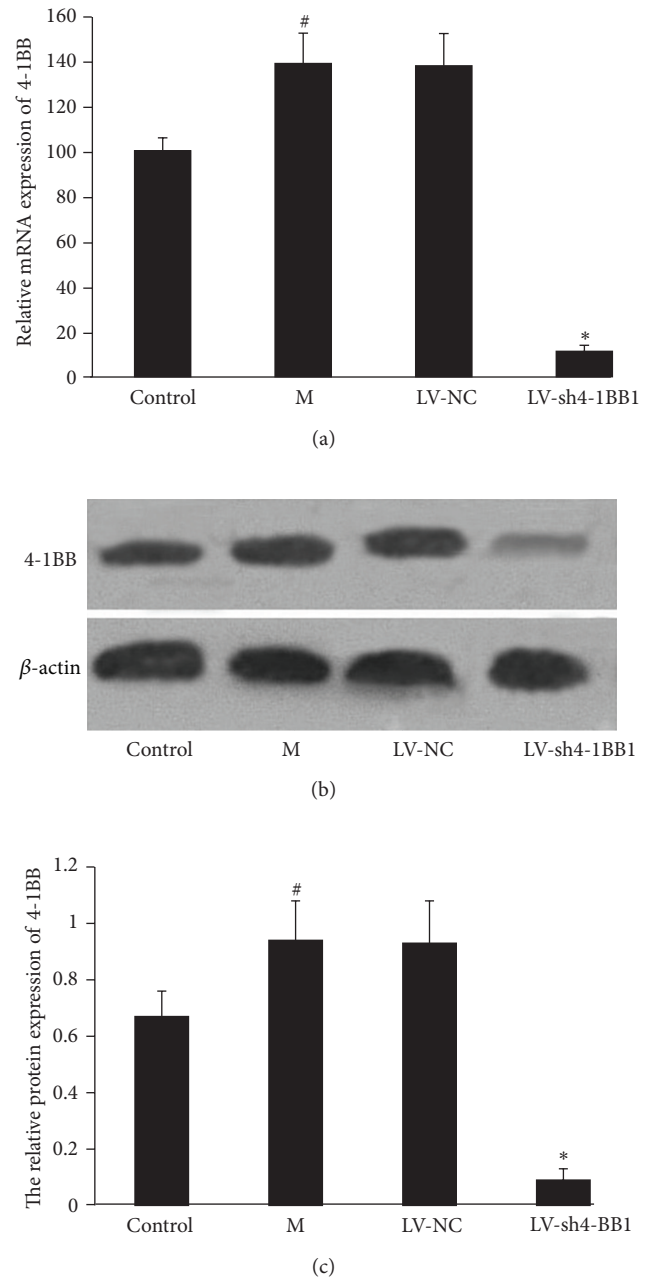 Relative mRNA expression of 4-1BB
160
140
120
100
80
60
40
20
0
#
*
Control M LV-NC LV-sh4-1BB1
(a)
4-1BB
β-actin
Control M LV-NC LV-sh4-1BB1
(b)
The relative protein expression of 4-1BB
1.2
1
0.8
0.6
0.4
0.2
0
#
*
Control M LV-NC LV-sh4-BB1
(c)